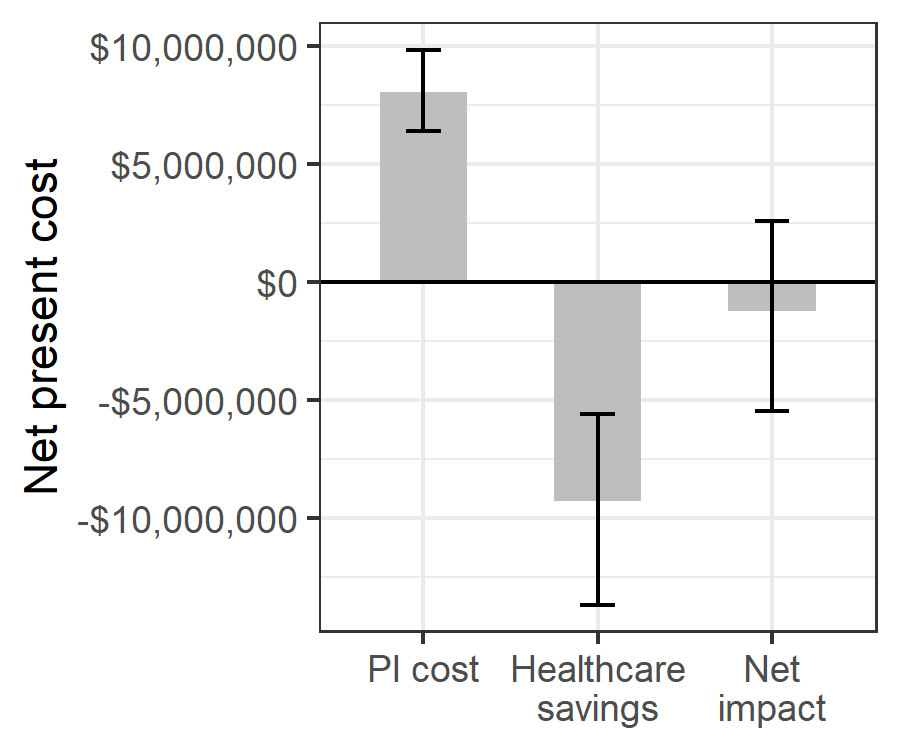 Net present cost
$10,000,000
$5,000,000
$0
-$5,000,000
-$10,000,000
PI cost
Healthcare
savings
Net
impact